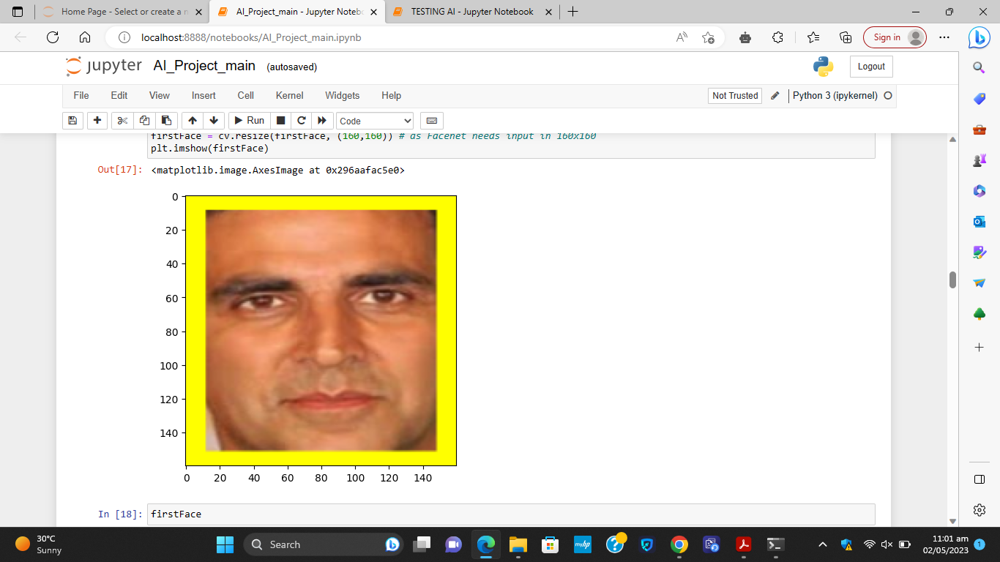 Home Page - Select or create a n
AI_Project_main - Jupyter Notebo
TESTING AI - Jupyter Notebook
localhost:8888/notebooks/AI_Project_main.ipynb
Sign in
jupyter AI_Project_main (autosaved)
Logout
File Edit View Insert Cell Kernel Widgets Help
Not Trusted
Python 3 (ipykernel)
Run
Code
firstFace = cv.resize(firstFace, (160,160)) # as Facenet needs input in 160x160
plt.imshow(firstFace)
Out[17]: <matplotlib.image.AxesImage at 0x296aafac5e0>
0
20
40
60
80
100
120
140
0 20 40 60 80 100 120 140
In [18]: firstFace
30°C
Sunny
Search
myhp
11:01 am
02/05/2023
1